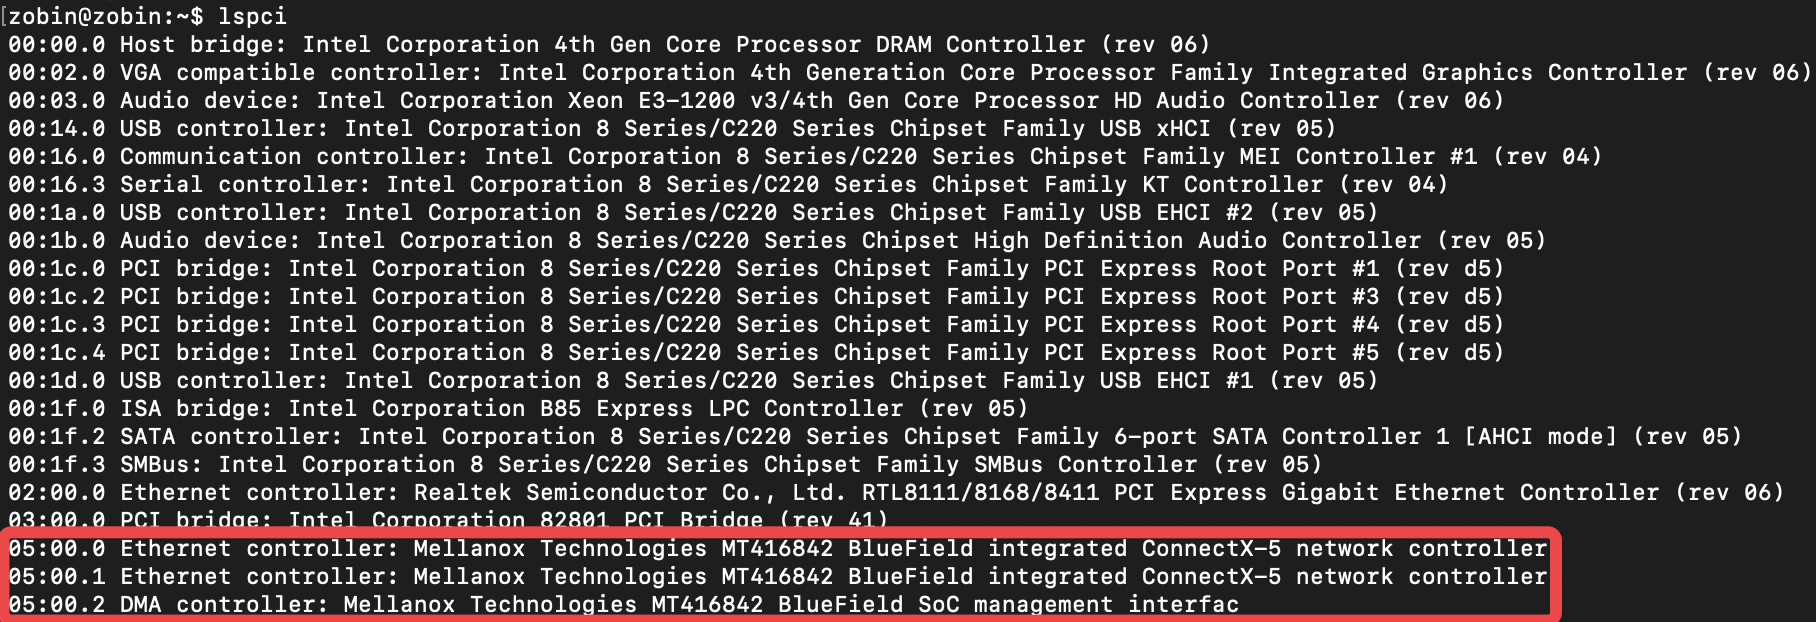 [zobin@zobin:~$ lspci
00:00.0 Host bridge: Intel Corporation 4th Gen Core Processor DRAM Controller (rev 06)
00:02.0 VGA compatible controller: Intel Corporation 4th Generation Core Processor Family Integrated Graphics Controller (rev 06)
00:03.0 Audio device: Intel Corporation Xeon E3-1200 v3/4th Gen Core Processor HD Audio Controller (rev 06)
00:14.0 USB controller: Intel Corporation 8 Series/C220 Series Chipset Family USB xHCI (rev 05)
00:16.0 Communication controller: Intel Corporation 8 Series/C220 Series Chipset Family MEI Controller #1 (rev 04)
00:16.3 Serial controller: Intel Corporation 8 Series/C220 Series Chipset Family KT Controller (rev 04)
00:1a.0 USB controller: Intel Corporation 8 Series/C220 Series Chipset Family USB EHCI #2 (rev 05)
00:1b.0 Audio device: Intel Corporation 8 Series/C220 Series Chipset High Definition Audio Controller (rev 05)
00:1c.0 PCI bridge: Intel Corporation 8 Series/C220 Series Chipset Family PCI Express Root Port #1 (rev d5)
00:1c.2 PCI bridge: Intel Corporation 8 Series/C220 Series Chipset Family PCI Express Root Port #3 (rev d5)
00:1c.3 PCI bridge: Intel Corporation 8 Series/C220 Series Chipset Family PCI Express Root Port #4 (rev d5)
00:1c.4 PCI bridge: Intel Corporation 8 Series/C220 Series Chipset Family PCI Express Root Port #5 (rev d5)
00:1d.0 USB controller: Intel Corporation 8 Series/C220 Series Chipset Family USB EHCI #1 (rev 05)
00:1f.0 ISA bridge: Intel Corporation B85 Express LPC Controller (rev 05)
00:1f.2 SATA controller: Intel Corporation 8 Series/C220 Series Chipset Family 6-port SATA Controller 1 [AHCI mode] (rev 05)
00:1f.3 SMBus: Intel Corporation 8 Series/C220 Series Chipset Family SMBus Controller (rev 05)
02:00.0 Ethernet controller: Realtek Semiconductor Co., Ltd. RTL8111/8168/8411 PCI Express Gigabit Ethernet Controller (rev 06)
03:00.0 PCI bridge: Intel Corporation 82801 PCI Bridge (rev 41)
05:00.0 Ethernet controller: Mellanox Technologies MT416842 BlueField integrated ConnectX-5 network controller
05:00.1 Ethernet controller: Mellanox Technologies MT416842 BlueField integrated ConnectX-5 network controller
05:00.2 DMA controller: Mellanox Technologies MT416842 BlueField SoC management interfac